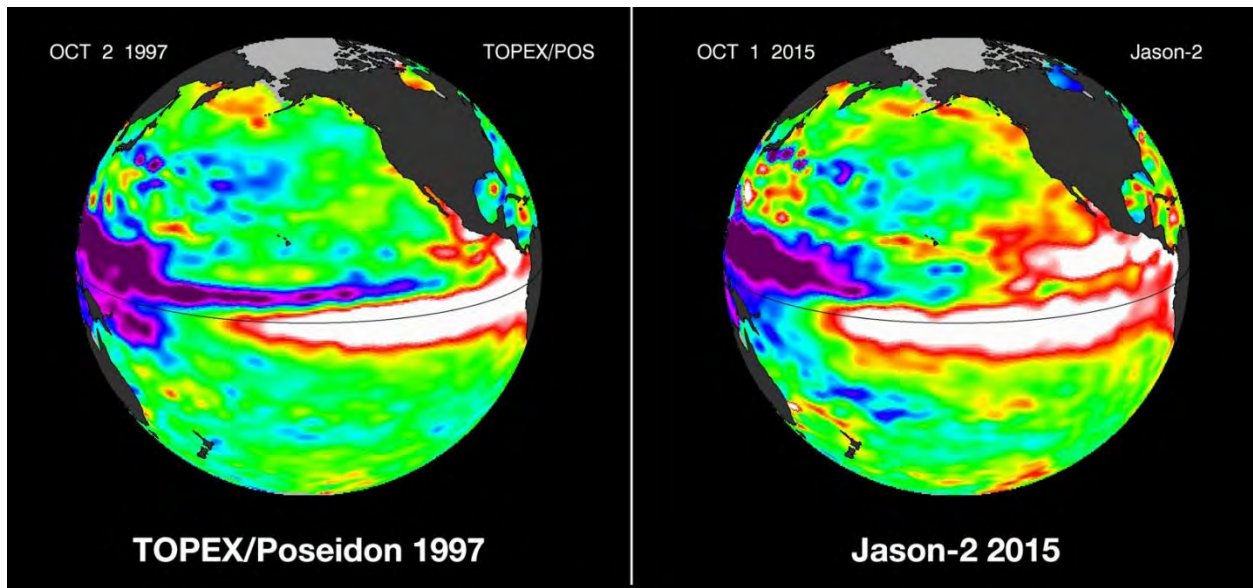 OCT 2 1997
TOPEX/POS
TOPEX/Poseidon 1997
OCT 1 2015
Jason-2
Jason-2 2015